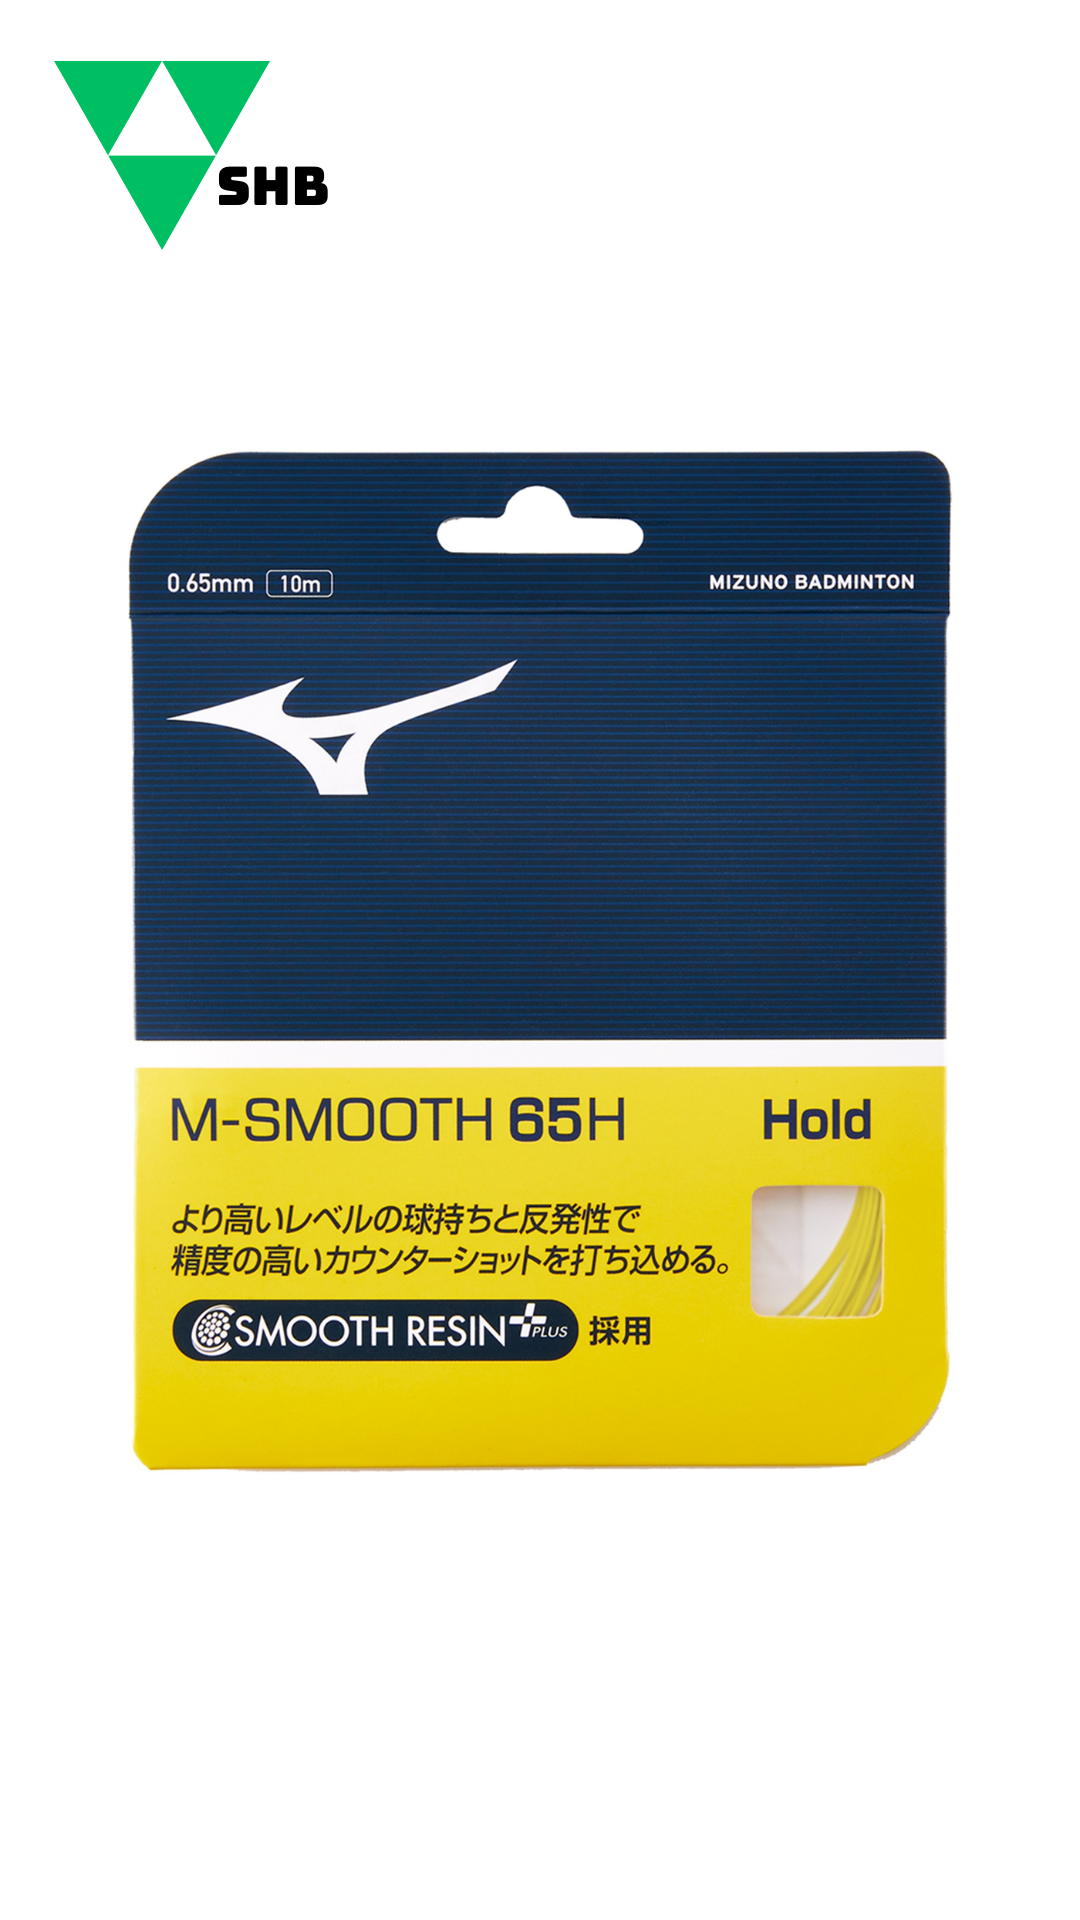 SHB
0.65mm 10m MIZUNO BADMINTON
M-SMOOTH 65H Hold
より高いレベルの球持ちと反発性で
精度の高いカウンターショットを打ち込める。
SMOOTH RESIN PLUS 採用